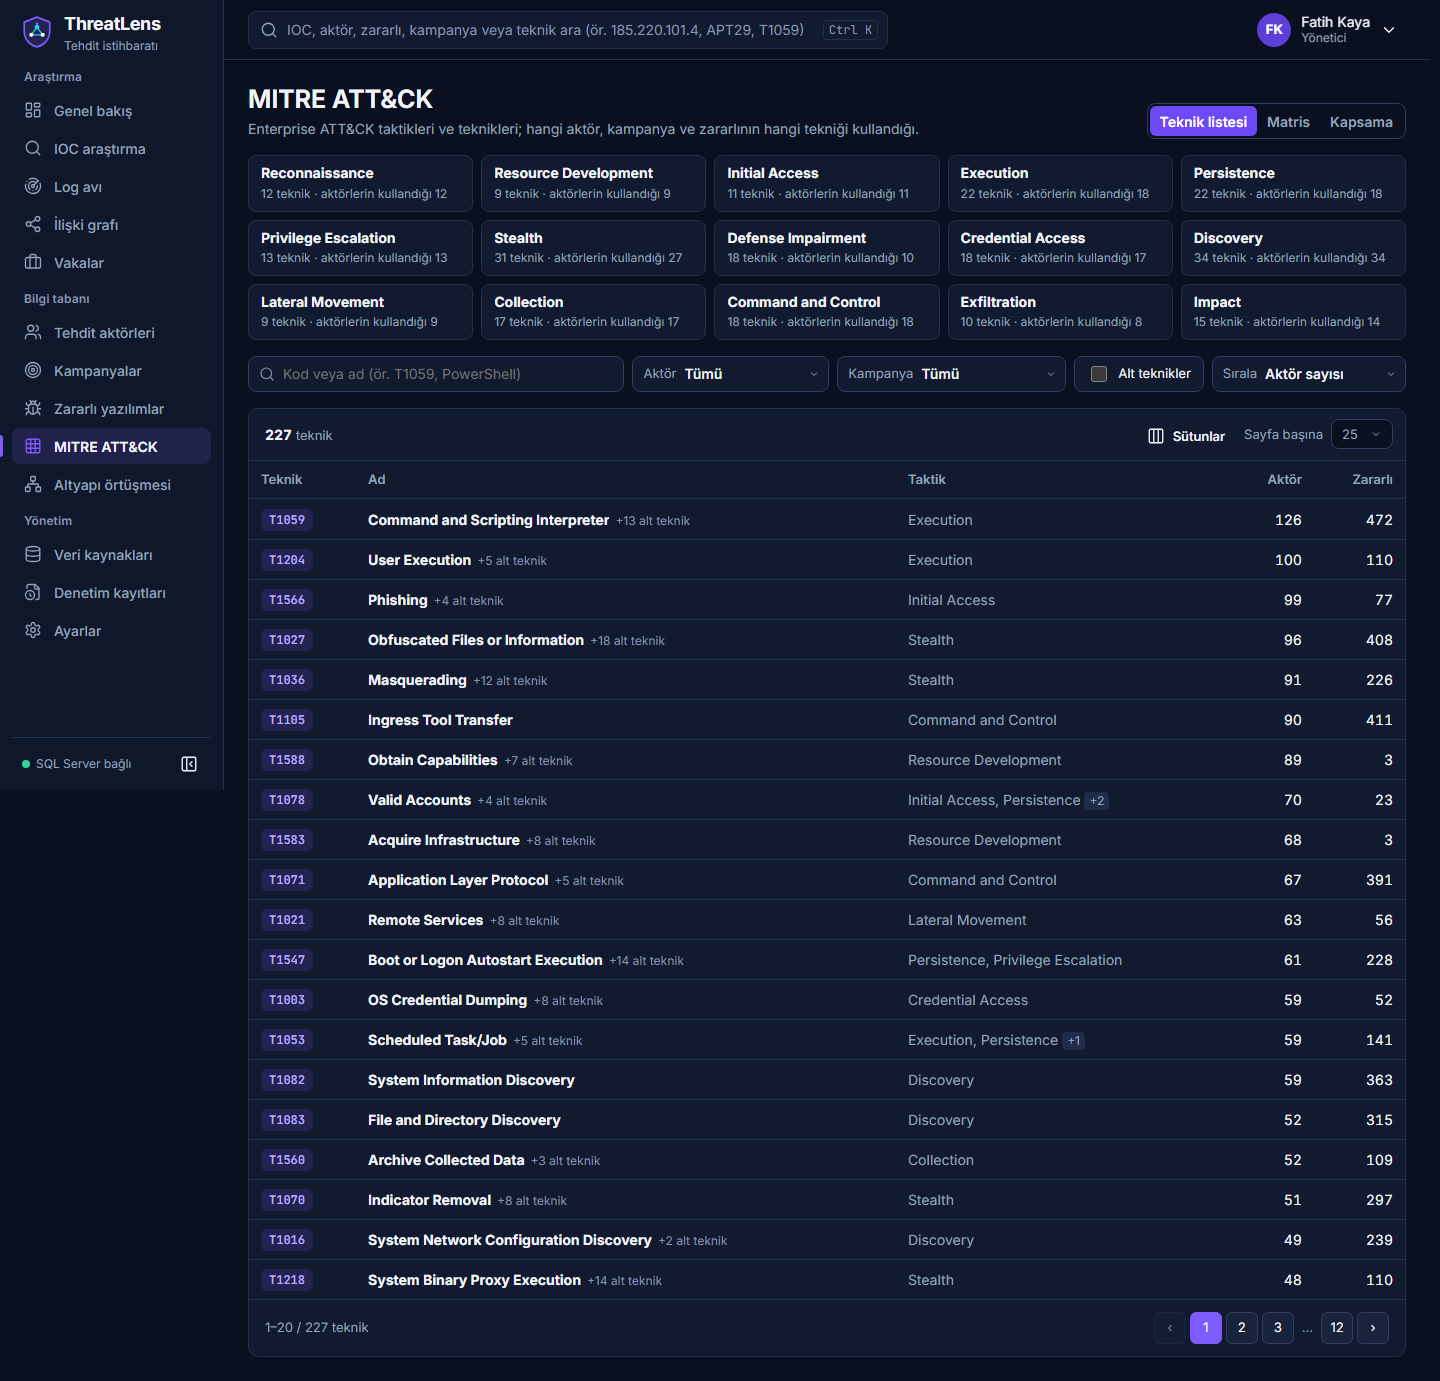 ThreatLens
Tehdit istihbaratı
IOC, aktör, zararlı, kampanya veya teknik ara (ör. 185.220.101.4, APT29, T1059) Ctrl K
FK Fatih Kaya
Yönetici
Araştırma
Genel bakış
IOC araştırma
Log avı
İlişki grafı
Vakalar
Bilgi tabanı
Tehdit aktörleri
Kampanyalar
Zararlı yazılımlar
MITRE ATT&CK
Altyapı örtüşmesi
Yönetim
Veri kaynakları
Denetim kayıtları
Ayarlar
SQL Server bağlı
MITRE ATT&CK
Enterprise ATT&CK taktikleri ve teknikleri; hangi aktör, kampanya ve zararlının hangi tekniği kullandığı.
Teknik listesi Matris Kapsama
Reconnaissance
12 teknik · aktörlerin kullandığı 12
Resource Development
9 teknik · aktörlerin kullandığı 9
Initial Access
11 teknik · aktörlerin kullandığı 11
Execution
22 teknik · aktörlerin kullandığı 18
Persistence
22 teknik · aktörlerin kullandığı 18
Privilege Escalation
13 teknik · aktörlerin kullandığı 13
Stealth
31 teknik · aktörlerin kullandığı 27
Defense Impairment
18 teknik · aktörlerin kullandığı 10
Credential Access
18 teknik · aktörlerin kullandığı 17
Discovery
34 teknik · aktörlerin kullandığı 34
Lateral Movement
9 teknik · aktörlerin kullandığı 9
Collection
17 teknik · aktörlerin kullandığı 17
Command and Control
18 teknik · aktörlerin kullandığı 18
Exfiltration
10 teknik · aktörlerin kullandığı 8
Impact
15 teknik · aktörlerin kullandığı 14
Kod veya ad (ör. T1059, PowerShell) Aktör Tümü Kampanya Tümü Alt teknikler Sırala Aktör sayısı
227 teknik Sütunlar Sayfa başına 25
Teknik Ad Taktik Aktör Zararlı
T1059 Command and Scripting Interpreter +13 alt teknik Execution 126 472
T1204 User Execution +5 alt teknik Execution 100 110
T1566 Phishing +4 alt teknik Initial Access 99 77
T1027 Obfuscated Files or Information +18 alt teknik Stealth 96 408
T1036 Masquerading +12 alt teknik Stealth 91 226
T1105 Ingress Tool Transfer Command and Control 90 411
T1588 Obtain Capabilities +7 alt teknik Resource Development 89 3
T1078 Valid Accounts +4 alt teknik Initial Access, Persistence +2 70 23
T1583 Acquire Infrastructure +8 alt teknik Resource Development 68 3
T1071 Application Layer Protocol +5 alt teknik Command and Control 67 391
T1021 Remote Services +8 alt teknik Lateral Movement 63 56
T1547 Boot or Logon Autostart Execution +14 alt teknik Persistence, Privilege Escalation 61 228
T1003 OS Credential Dumping +8 alt teknik Credential Access 59 52
T1053 Scheduled Task/Job +5 alt teknik Execution, Persistence +1 59 141
T1082 System Information Discovery Discovery 59 363
T1083 File and Directory Discovery Discovery 52 315
T1560 Archive Collected Data +3 alt teknik Collection 52 109
T1070 Indicator Removal +8 alt teknik Stealth 51 297
T1016 System Network Configuration Discovery +2 alt teknik Discovery 49 239
T1218 System Binary Proxy Execution +14 alt teknik Stealth 48 110
1–20 / 227 teknik ‹ 1 2 3 … 12 ›